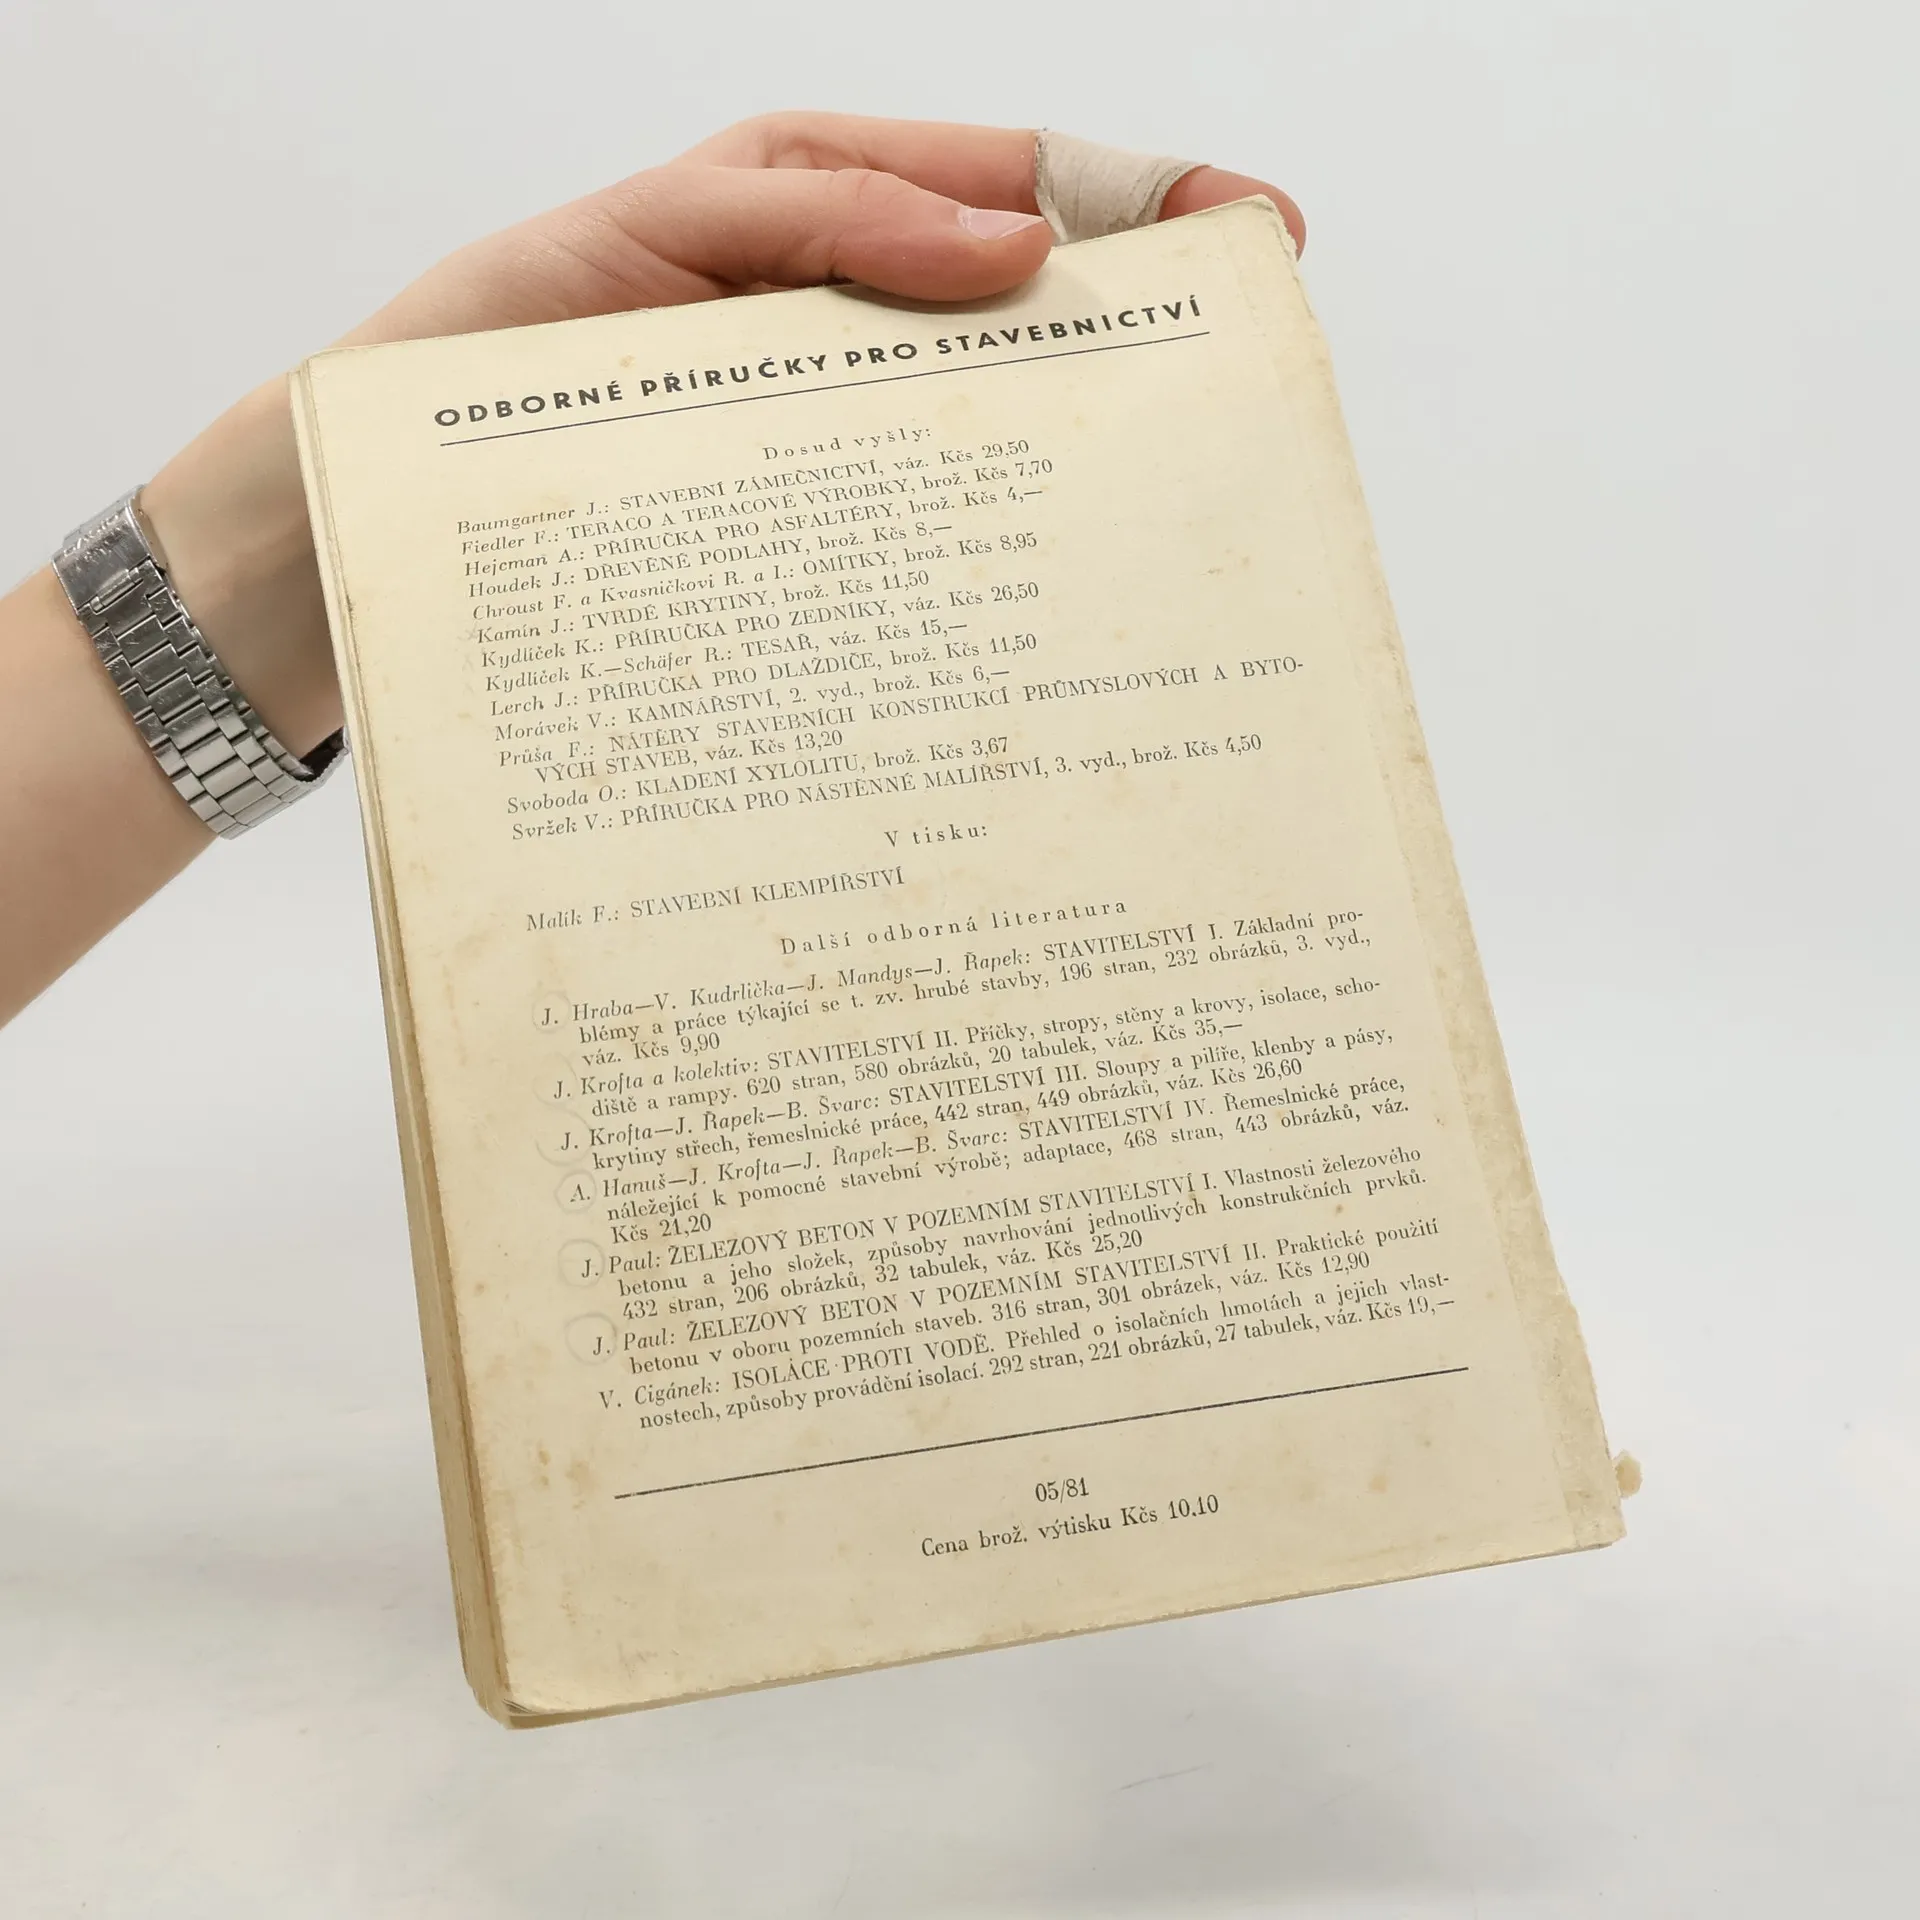 ODBORNÉ PŘÍRUČKY PRO STAVEBNICTVÍ
Dosud vyšly:
Baumgartner J.: STAVEBNÍ ZÁMEČNICTVÍ, váz. Kčs 29,50
Fiedler F.: TERACO A TERACOVÉ VÝROBKY, brož. Kčs 7,70
Hejcman A.: PŘÍRUČKA PRO ASFALTÉRY, brož. Kčs 4,—
Houdek J.: DŘEVĚNÉ PODLAHY, brož. Kčs 8,—
Chroust F. a Kvasničkovi R. a I.: OMÍTKY, brož. Kčs 8,95
Kamín J.: TVRDÉ KRYTINY, brož. Kčs 11,50
Kydlíček K.: PŘÍRUČKA PRO ZEDNÍKY, váz. Kčs 26,50
Kydlíček K.—Schäfer R.: TESAŘ, váz. Kčs 15,—
Lerch J.: PŘÍRUČKA PRO DLAŽDIČE, brož. Kčs 11,50
Morávek V.: KAMNÁŘSTVÍ, 2. vyd., brož. Kčs 6,—
Průša F.: NÁTĚRY STAVEBNÍCH KONSTRUKCÍ PRŮMYSLOVÝCH A BYTO-
VÝCH STAVEB, váz. Kčs 13,20
Svoboda O.: KLADENÍ XYLOLITU, brož. Kčs 3,67
Svržek V.: PŘÍRUČKA PRO NÁSTĚNNÉ MALÍŘSTVÍ, 3. vyd., brož. Kčs 4,50
V tisku:
Malík F.: STAVEBNÍ KLEMPÍŘSTVÍ
Další odborná literatura
J. Hraba—V. Kudrlička—J. Mandys—J. Řapek: STAVITELSTVÍ I. Základní pro-
blémy a práce týkající se t. zv. hrubé stavby, 196 stran, 232 obrázků, 3. vyd.,
váz. Kčs 9,90
J. Krofta a kolektiv: STAVITELSTVÍ II. Příčky, stropy, stěny a krovy, isolace, scho-
diště a rampy. 620 stran, 580 obrázků, 20 tabulek, váz. Kčs 35,—
J. Krofta—J. Řapek—B. Švarc: STAVITELSTVÍ III. Sloupy a pilíře, klenby a pásy,
krytiny střech, řemeslnické práce, 442 stran, 449 obrázků, váz. Kčs 26,60
A. Hanuš—J. Krofta—J. Řapek—B. Švarc: STAVITELSTVÍ IV. Řemeslnické práce,
náležející k pomocné stavební výrobě; adaptace, 468 stran, 443 obrázků, váz.
Kčs 21,20
J. Paul: ŽELEZOVÝ BETON V POZEMNÍM STAVITELSTVÍ I. Vlastnosti železového
betonu a jeho složek, způsoby navrhování jednotlivých konstrukčních prvků.
432 stran, 206 obrázků, 32 tabulek, váz. Kčs 25,20
J. Paul: ŽELEZOVÝ BETON V POZEMNÍM STAVITELSTVÍ II. Praktické použití
betonu v oboru pozemních staveb. 316 stran, 301 obrázek, váz. Kčs 12,90
V. Cigánek: ISOLACE PROTI VODĚ. Přehled o isolačních hmotách a jejich vlast-
nostech, způsoby provádění isolací. 292 stran, 221 obrázků, 27 tabulek, váz. Kčs 19,—
05/81
Cena brož. výtisku Kčs 10.10